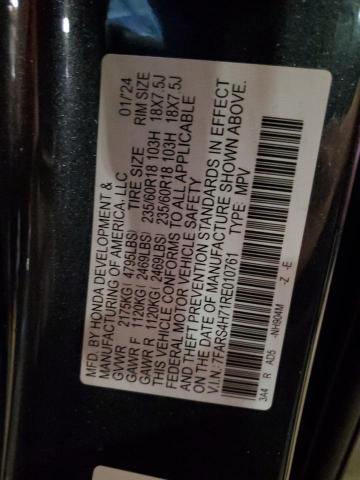 MFD. BY HONDA DEVELOPMENT &
MANUFACTURING OF AMERICA, LLC 01/'24
GVWR 2175KG ( 4795LBS) TIRE SIZE RIM SIZE
GAWR F 1120KG ( 2469LBS) 235/60R18 103H 18X7.5J
GAWR R 1120KG ( 2469LBS) 235/60R18 103H 18X7.5J
THIS VEHICLE CONFORMS TO ALL APPLICABLE
FEDERAL MOTOR VEHICLE SAFETY
AND THEFT PREVENTION STANDARDS IN EFFECT
ON THE DATE OF MANUFACTURE SHOWN ABOVE.
V.I.N.: 7FARS4H71RE010761 TYPE: MPV
3A4 R AD5 -NH904M -Z -E